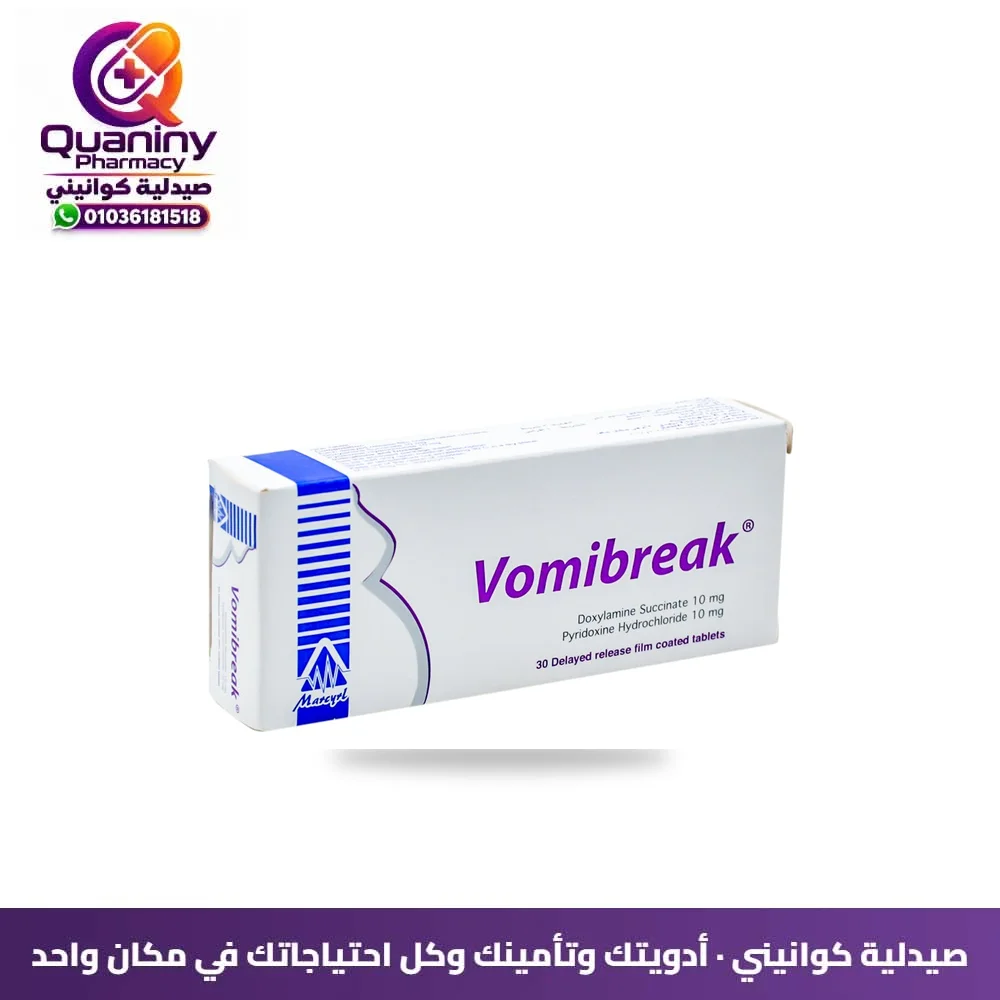 Quaniny
Pharmacy
صيدلية كوانيني
01036181518
Vomibreak®
Doxylamine Succinate 10 mg
Pyridoxine Hydrochloride 10 mg
30 Delayed release film coated tablets
Marcyrl
Vomibreak®
صيدلية كوانيني · أدويتك وتأمينك وكل احتياجاتك في مكان واحد